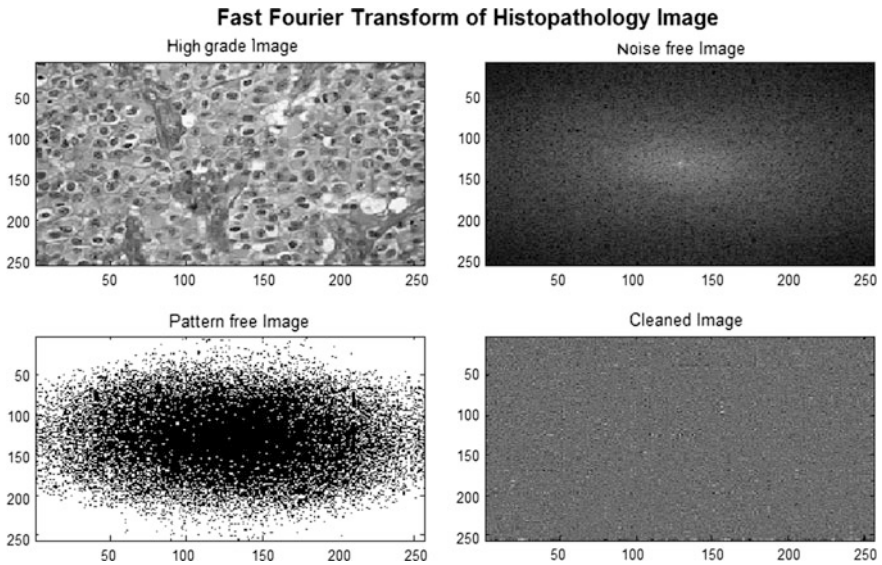 Fast Fourier Transform of Histopathology Image
High grade Image
50
100
150
200
250
50 100 150 200 250
Noise free Image
50
100
150
200
250
50 100 150 200 250
Pattern free Image
50
100
150
200
250
50 100 150 200 250
Cleaned Image
50
100
150
200
250
50 100 150 200 250